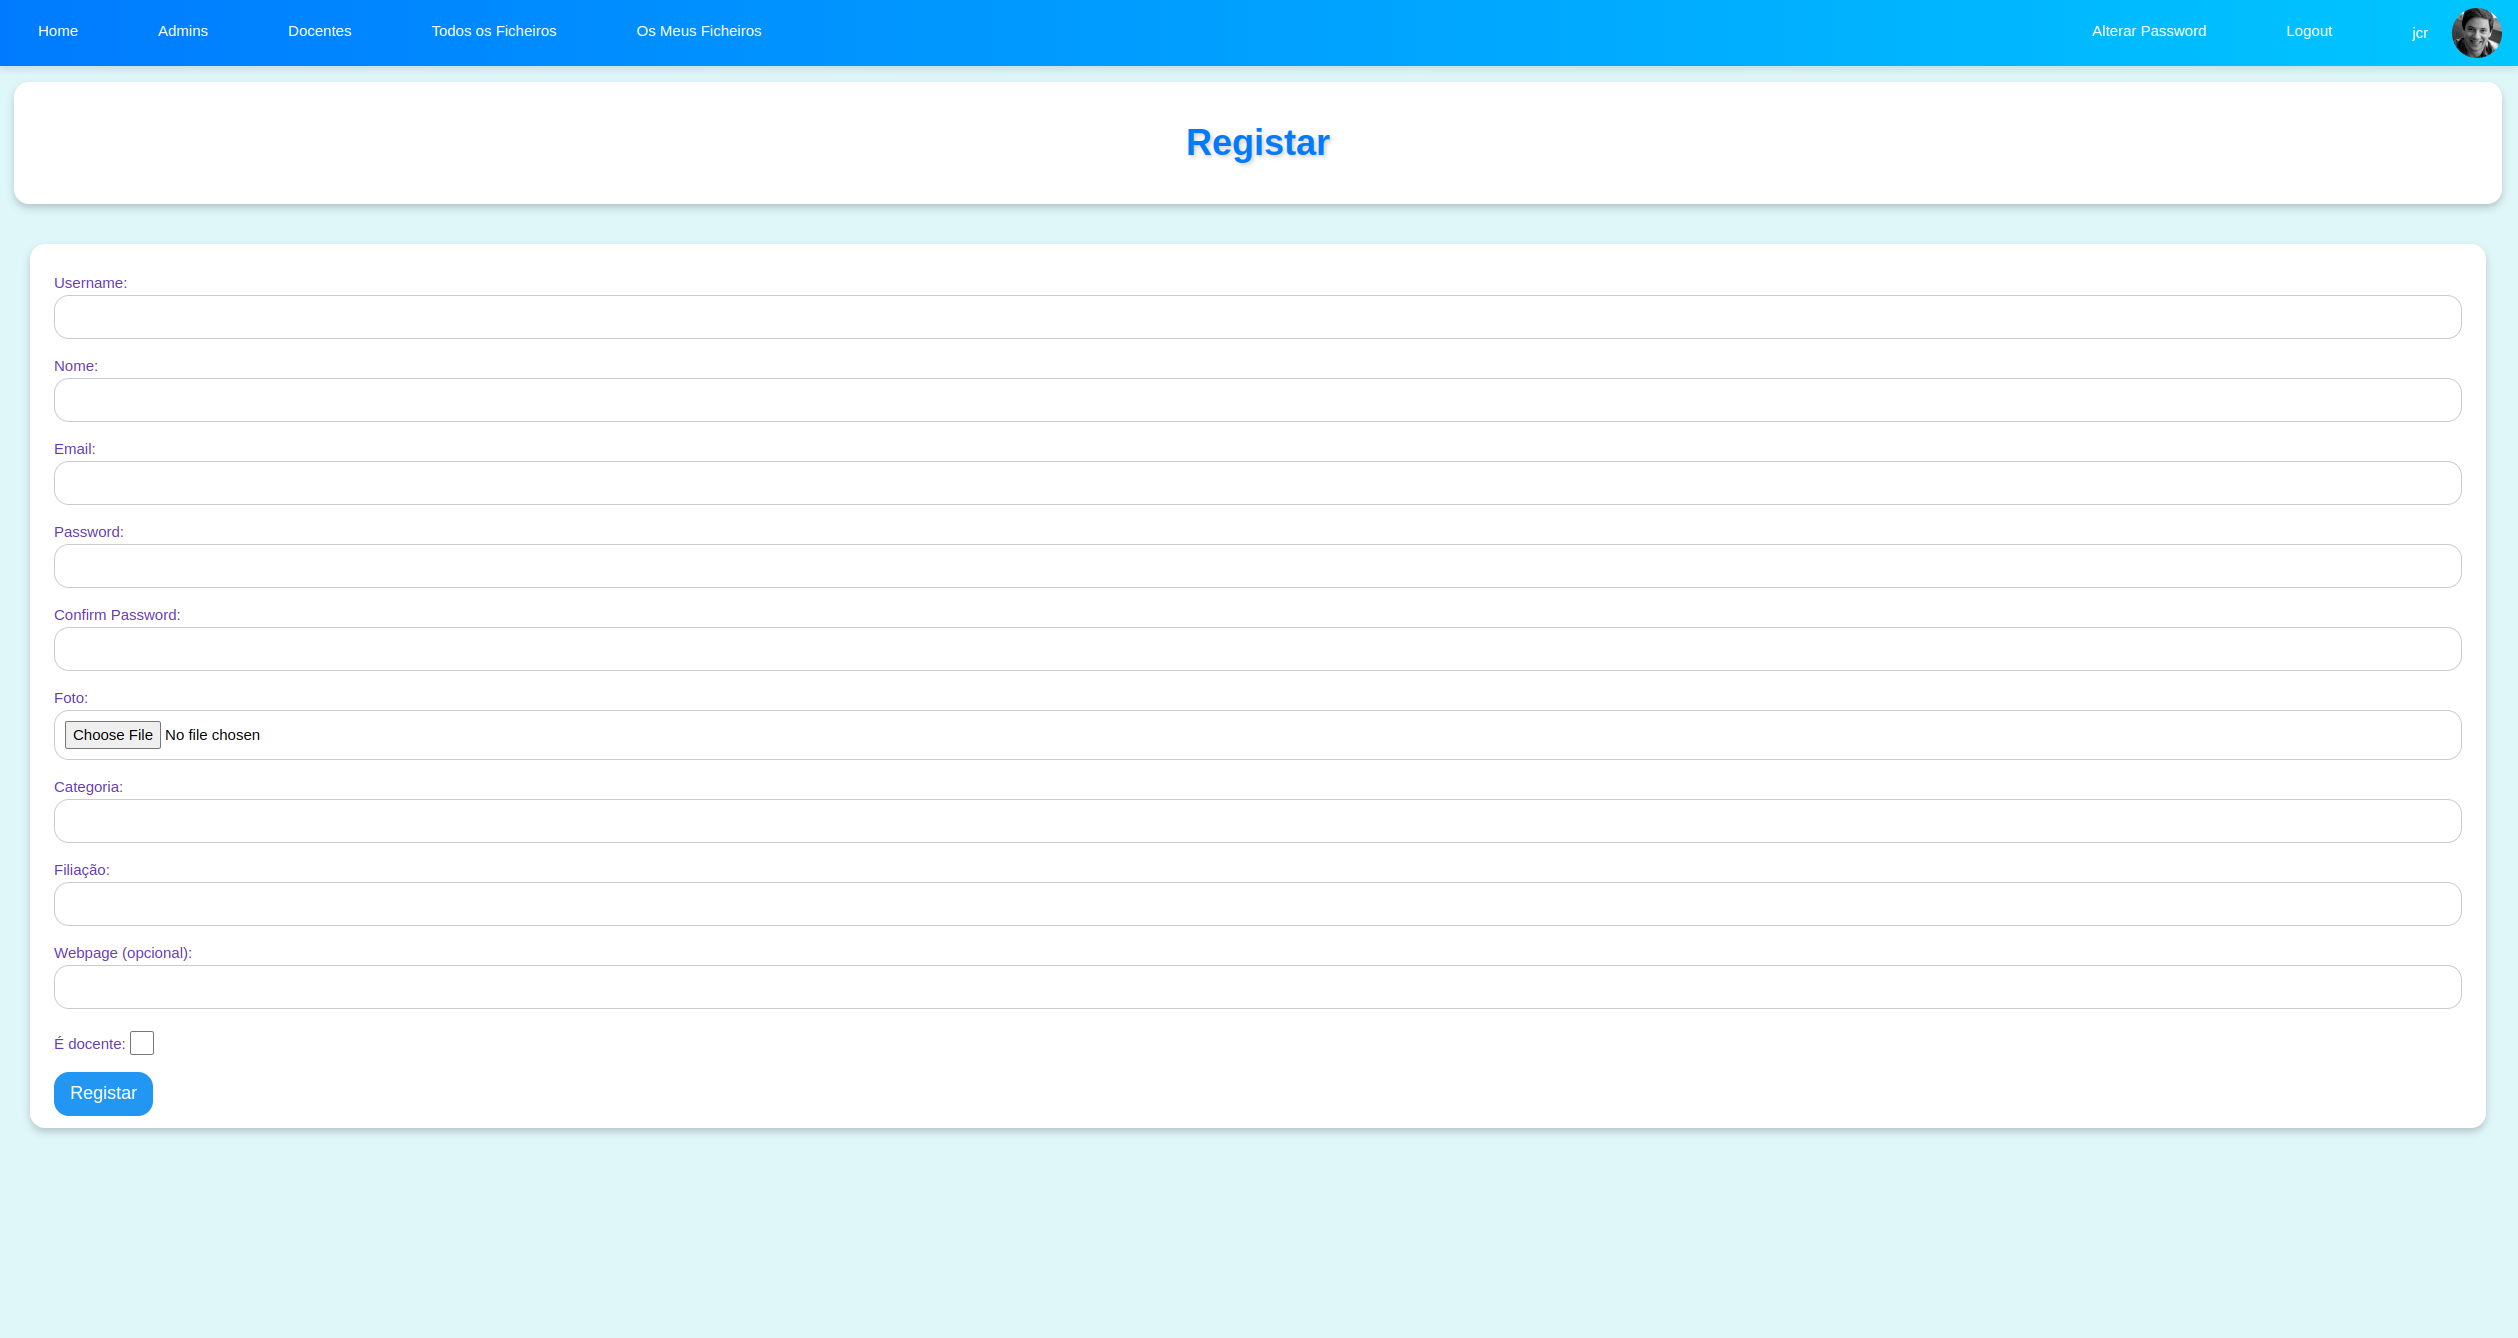 Home Admins Docentes Todos os Ficheiros Os Meus Ficheiros Alterar Password Logout jcr
Registar
Username:
Nome:
Email:
Password:
Confirm Password:
Foto:
Choose File No file chosen
Categoria:
Filiação:
Webpage (opcional):
É docente:
Registar